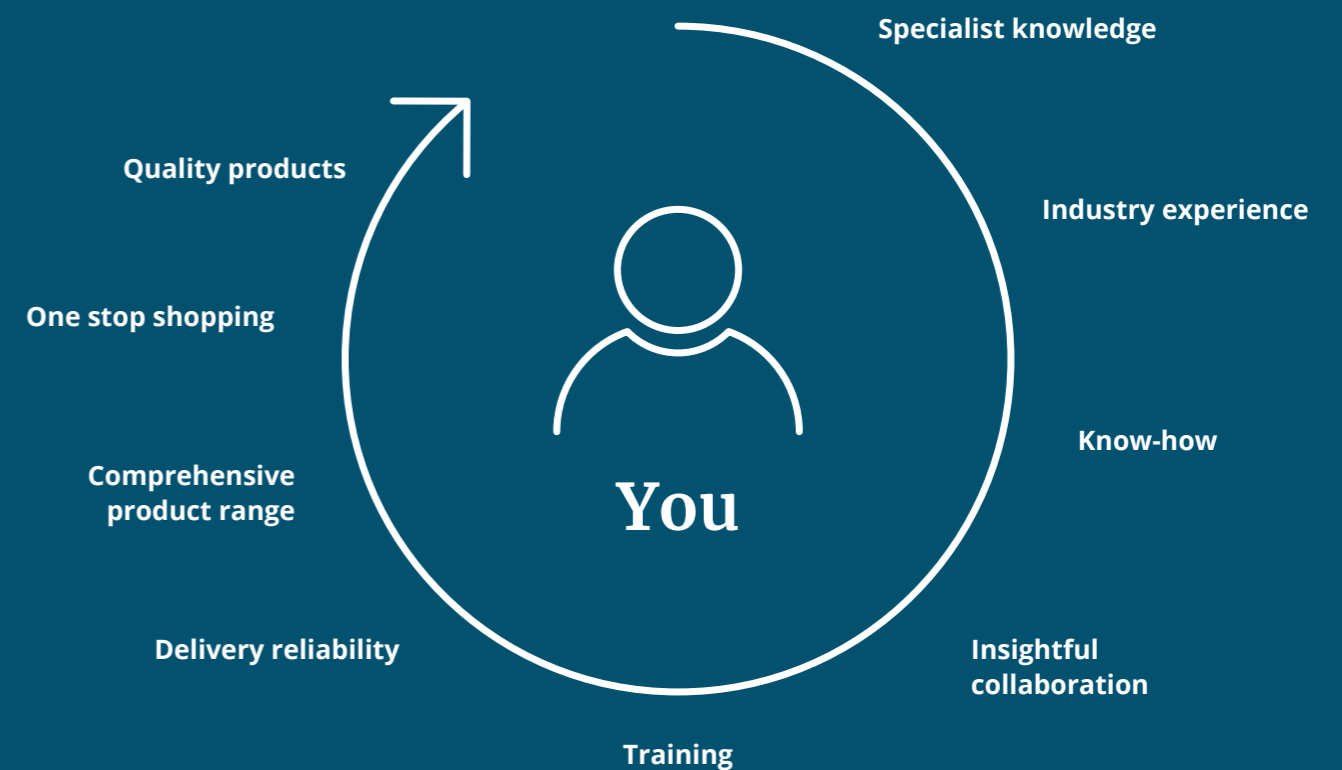 Specialist knowledge
Industry experience
Know-how
Insightful
collaboration
Training
Delivery reliability
Comprehensive
product range
One stop shopping
Quality products
You